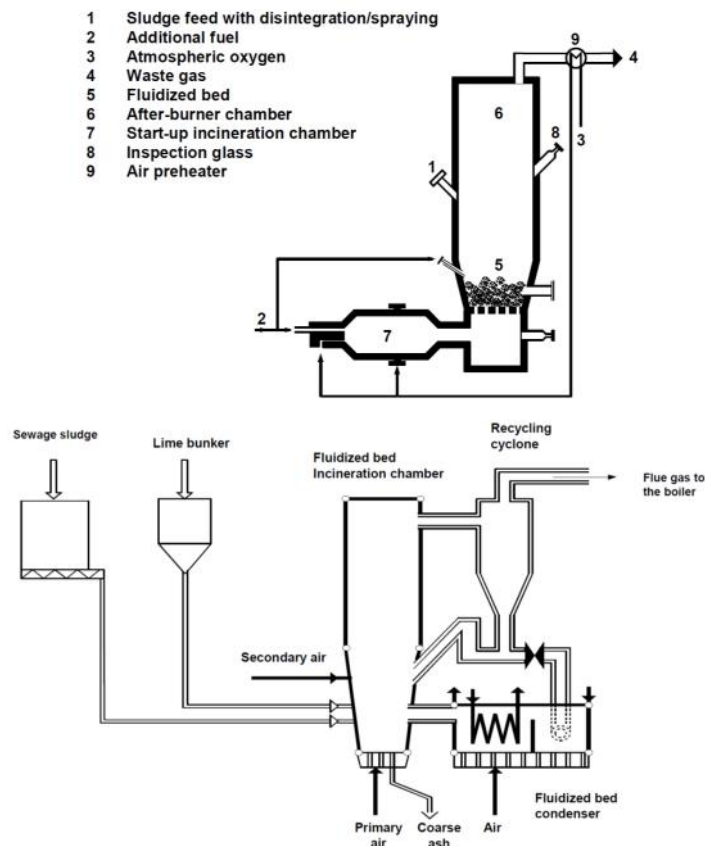 1 Sludge feed with disintegration/spraying
2 Additional fuel
3 Atmospheric oxygen
4 Waste gas
5 Fluidized bed
6 After-burner chamber
7 Start-up incineration chamber
8 Inspection glass
9 Air preheater
9
4
6
8
3
1
5
2
7
Sewage sludge
Lime bunker
Fluidized bed
Incineration chamber
Recycling
cyclone
Flue gas to
the boiler
Secondary air
Primary
air
Coarse
ash
Air
Fluidized bed
condenser